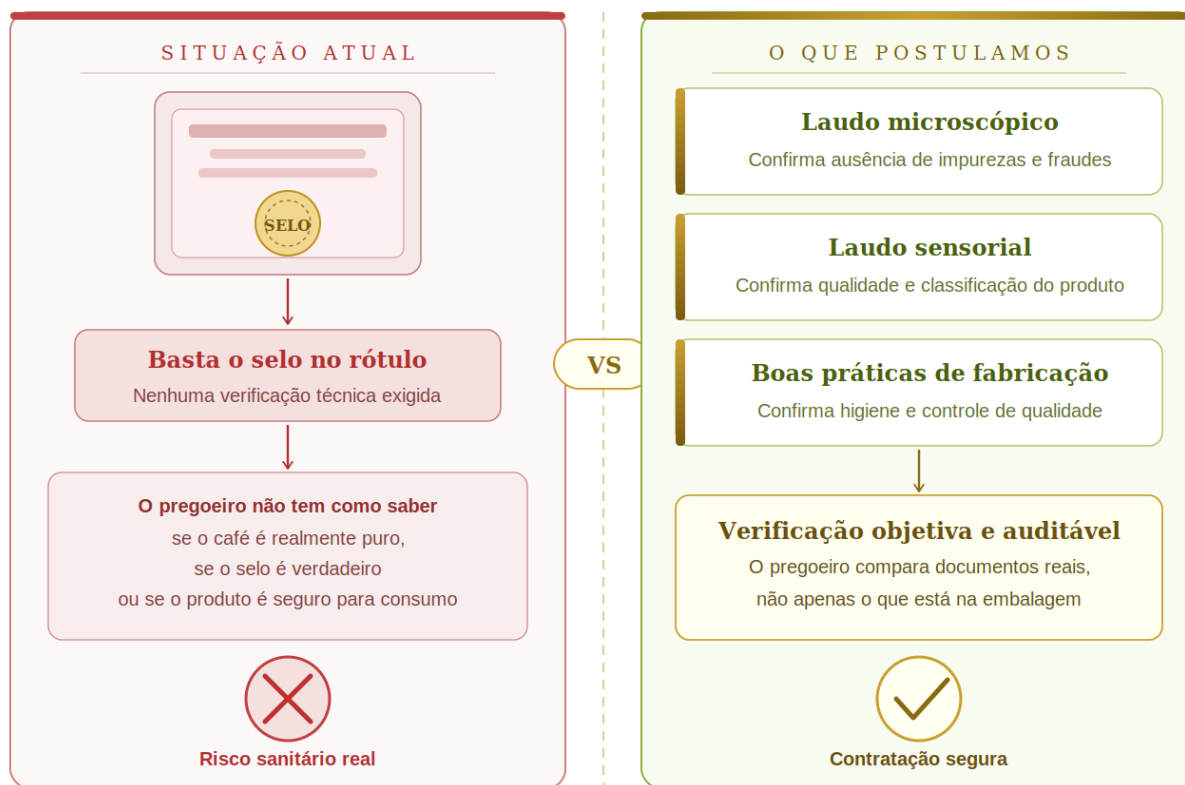 SITUAÇÃO ATUAL
SELO
Basta o selo no rótulo
Nenhuma verificação técnica exigida
O pregoeiro não tem como saber
se o café é realmente puro,
se o selo é verdadeiro
ou se o produto é seguro para consumo
Risco sanitário real
VS
O QUE POSTULAMOS
Laudo microscópico
Confirma ausência de impurezas e fraudes
Laudo sensorial
Confirma qualidade e classificação do produto
Boas práticas de fabricação
Confirma higiene e controle de qualidade
Verificação objetiva e auditável
O pregoeiro compara documentos reais,
não apenas o que está na embalagem
Contratação segura